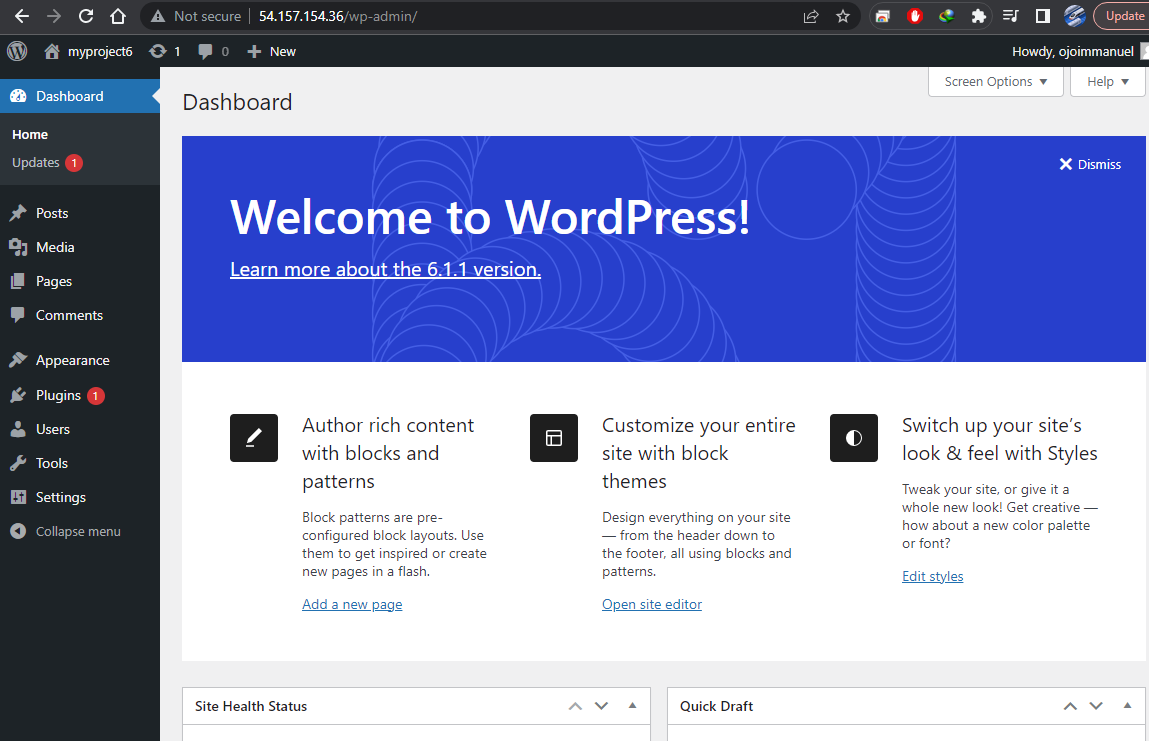 Not secure 54.157.154.36/wp-admin/ Update
myproject6 1 0 New Howdy, ojoimmanuel
Dashboard
Home
Updates 1
Posts
Media
Pages
Comments
Appearance
Plugins 1
Users
Tools
Settings
Collapse menu
Screen Options Help
Dashboard
Dismiss
Welcome to WordPress!
Learn more about the 6.1.1 version.
Author rich content
with blocks and
patterns
Block patterns are pre-
configured block layouts. Use
them to get inspired or create
new pages in a flash.
Add a new page
Customize your entire
site with block
themes
Design everything on your site
— from the header down to
the footer, all using blocks and
patterns.
Open site editor
Switch up your site’s
look & feel with Styles
Tweak your site, or give it a
whole new look! Get creative —
how about a new color palette
or font?
Edit styles
Site Health Status
Quick Draft